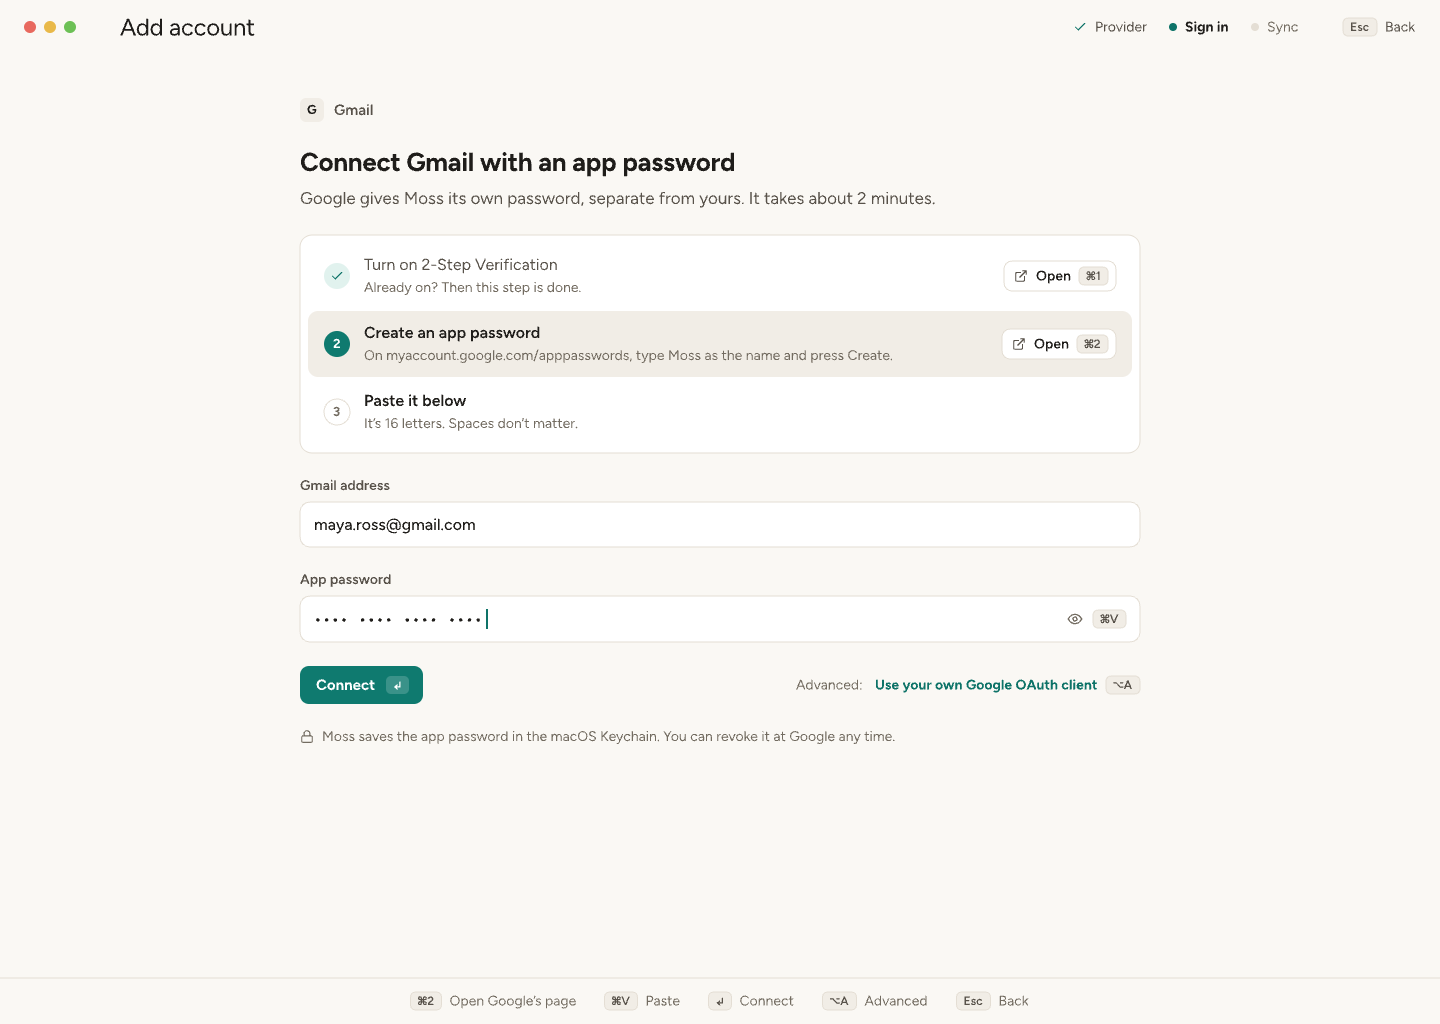 Add account
Provider
Sign in
Sync
Esc Back
G Gmail
Connect Gmail with an app password
Google gives Moss its own password, separate from yours. It takes about 2 minutes.
Turn on 2-Step Verification
Already on? Then this step is done.
Open ⌘1
2
Create an app password
On myaccount.google.com/apppasswords, type Moss as the name and press Create.
Open ⌘2
3
Paste it below
It's 16 letters. Spaces don't matter.
Gmail address
maya.ross@gmail.com
App password
•••• •••• •••• ••••
⌘V
Connect ↲
Advanced: Use your own Google OAuth client ⌥A
Moss saves the app password in the macOS Keychain. You can revoke it at Google any time.
⌘2 Open Google's page ⌘V Paste ↲ Connect ⌥A Advanced Esc Back